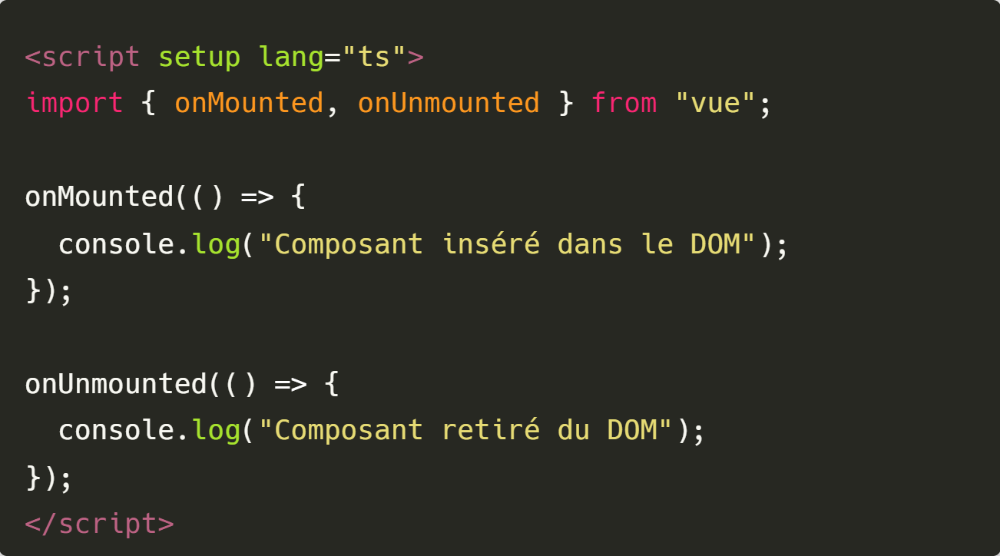 <script setup lang="ts">
import { onMounted, onUnmounted } from "vue";
onMounted(() => {
  console.log("Composant inséré dans le DOM");
});
onUnmounted(() => {
  console.log("Composant retiré du DOM");
});
</script>